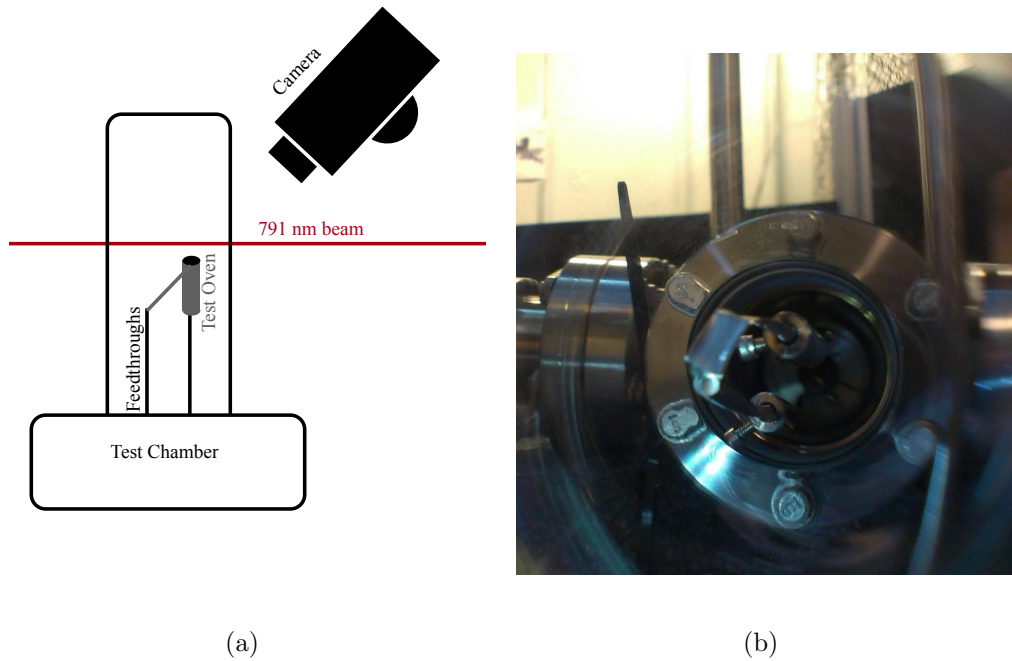 Camera
791 nm beam
Test Oven
Feedthroughs
Test Chamber
(a)
(b)